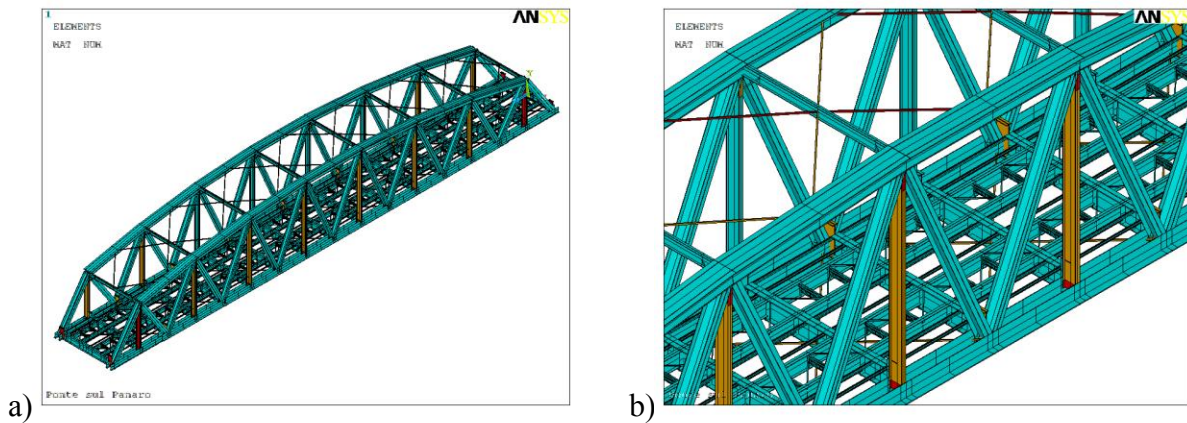 1
ANSYS
ELEMENTS
MAT NUM
Y
Ponte sul Panaro
a)
ANSYS
ELEMENTS
MAT NUM
b)